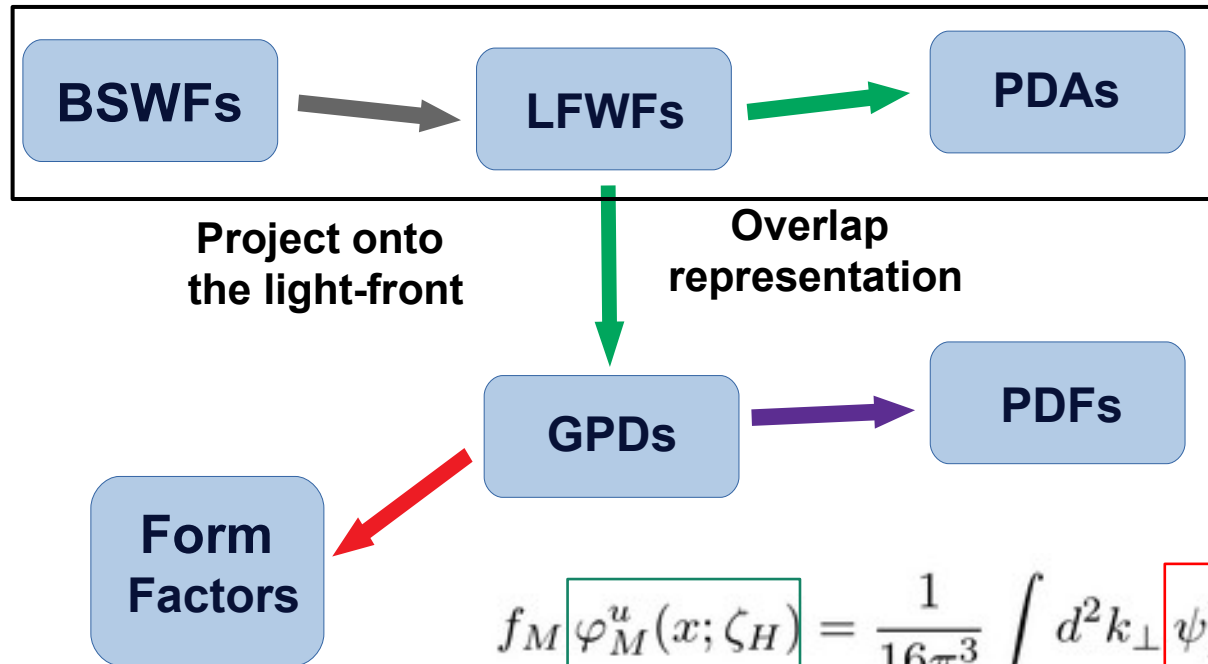 BSWFs
LFWFs
PDAs
Project onto
the light-front
Overlap
representation
GPDs
PDFs
Form
Factors
f_M φ^u_M(x; ζ_H) = 1/16π³ ∫ d²k_⊥ ψ